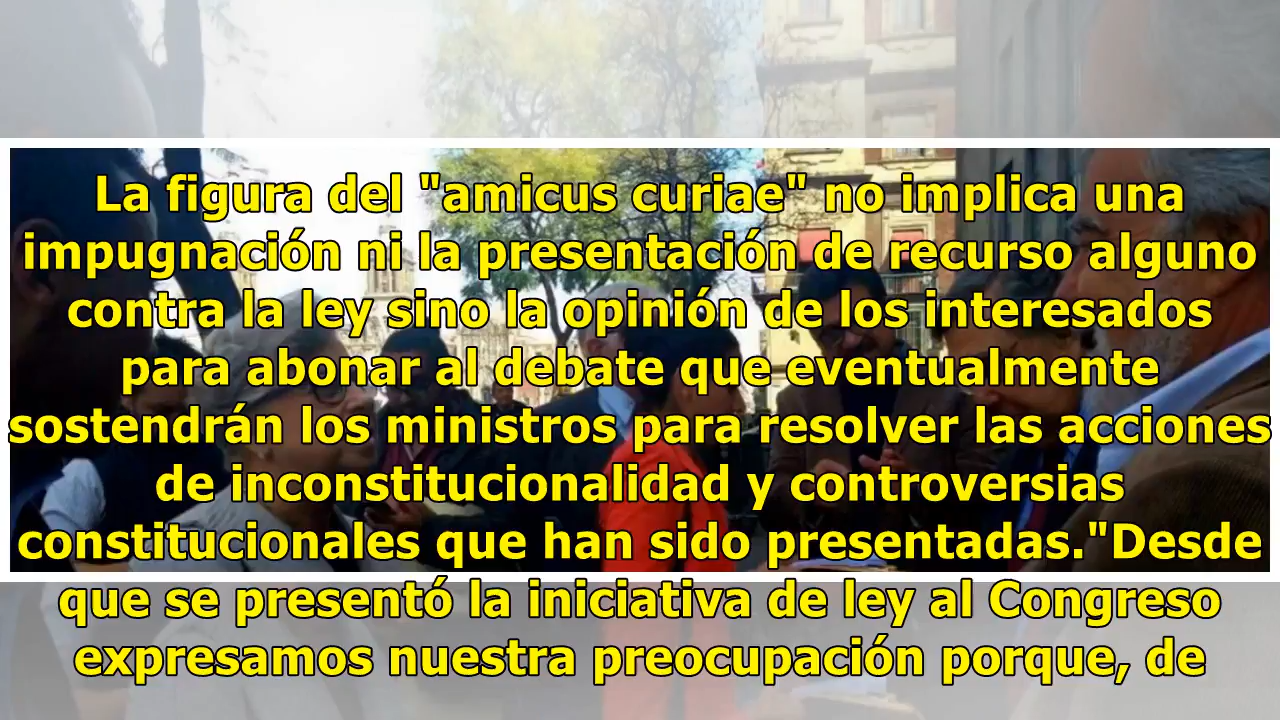 La figura del "amicus curiae" no implica una
impugnación ni la presentación de recurso alguno
contra la ley sino la opinión de los interesados
para abonar al debate que eventualmente
sostendrán los ministros para resolver las acciones
de inconstitucionalidad y controversias
constitucionales que han sido presentadas."Desde
que se presentó la iniciativa de ley al Congreso
expresamos nuestra preocupación porque, de